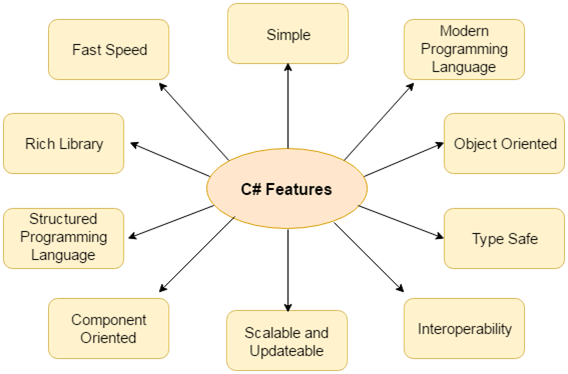 Simple
Modern
Programming
Language
Fast Speed
Object Oriented
Rich Library
C# Features
Structured
Programming
Language
Type Safe
Component
Oriented
Scalable and
Updateable
Interoperability